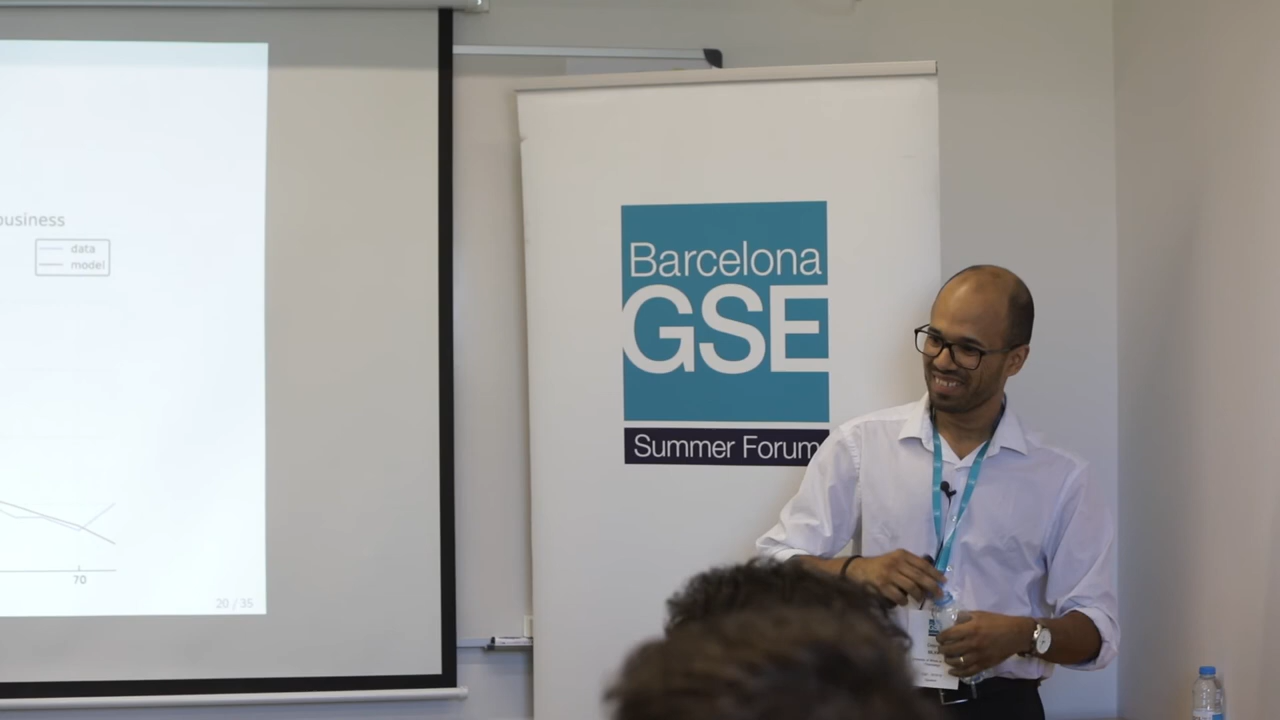 business
data
model
70
20 / 35
Barcelona
GSE
Summer Forum